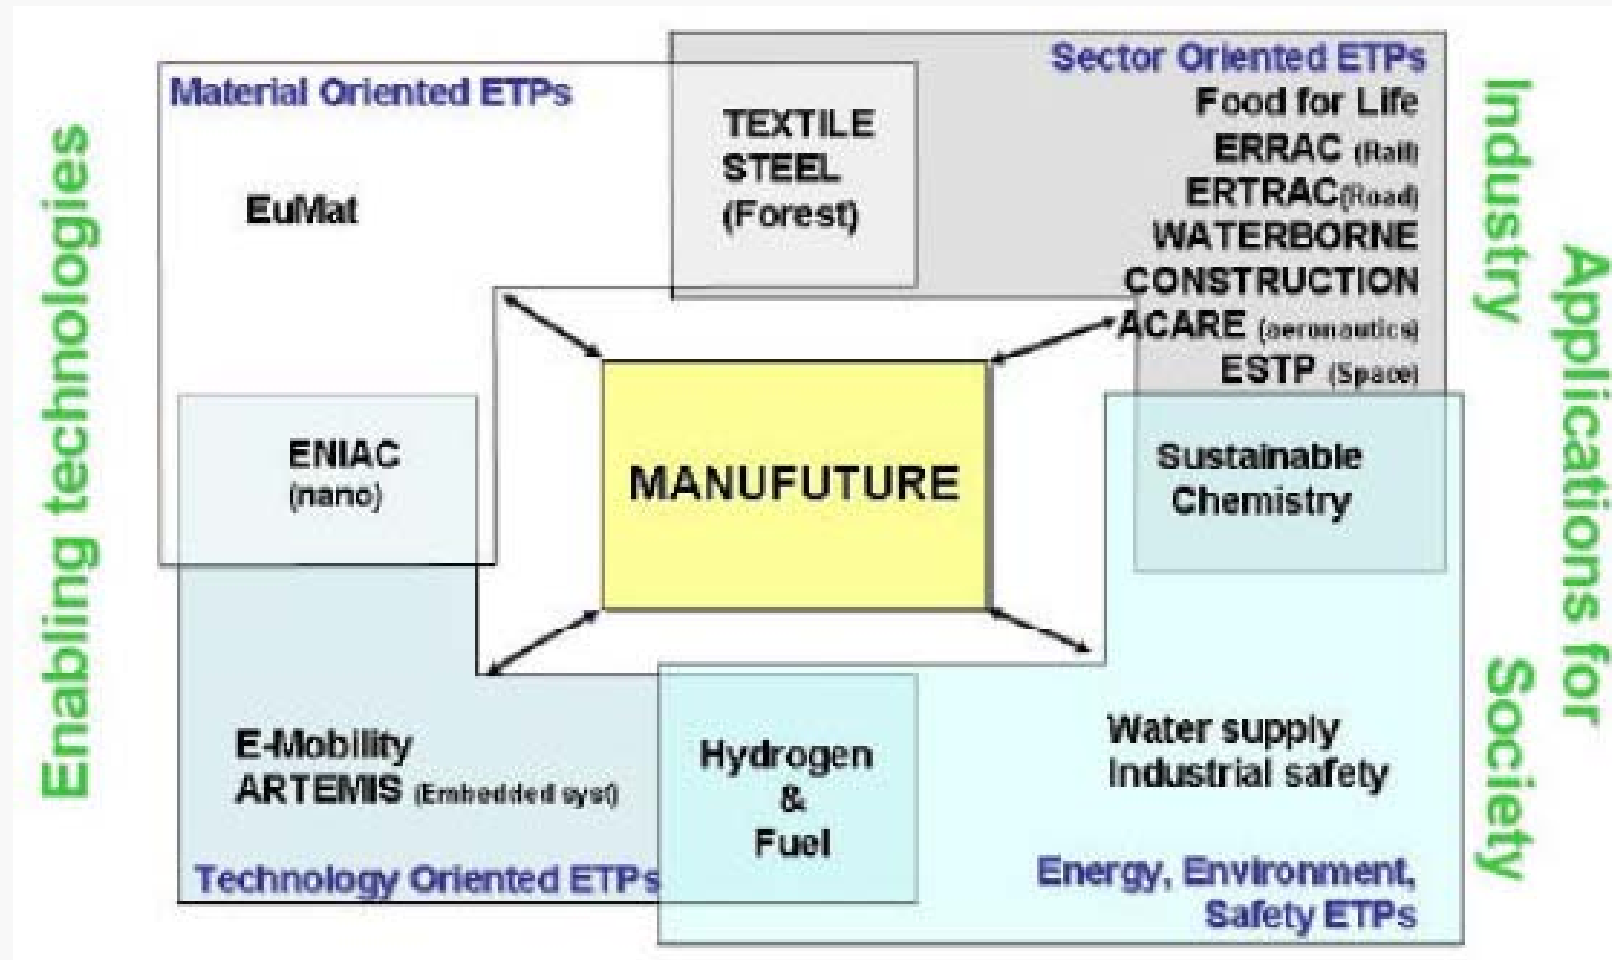 Enabling technologies
Material Oriented ETPs
EuMat
TEXTILE
STEEL
(Forest)
Sector Oriented ETPs
Food for Life
ERRAC (Rail)
ERTRAC(Road)
WATERBORNE
CONSTRUCTION
ACARE (aeronautics)
ESTP (Space)
Industry
Applications for
Society
ENIAC
(nano)
MANUFUTURE
Sustainable
Chemistry
E-Mobility
ARTEMIS (Embedded syst)
Technology Oriented ETPs
Hydrogen
&
Fuel
Water supply
Industrial safety
Energy, Environment,
Safety ETPs